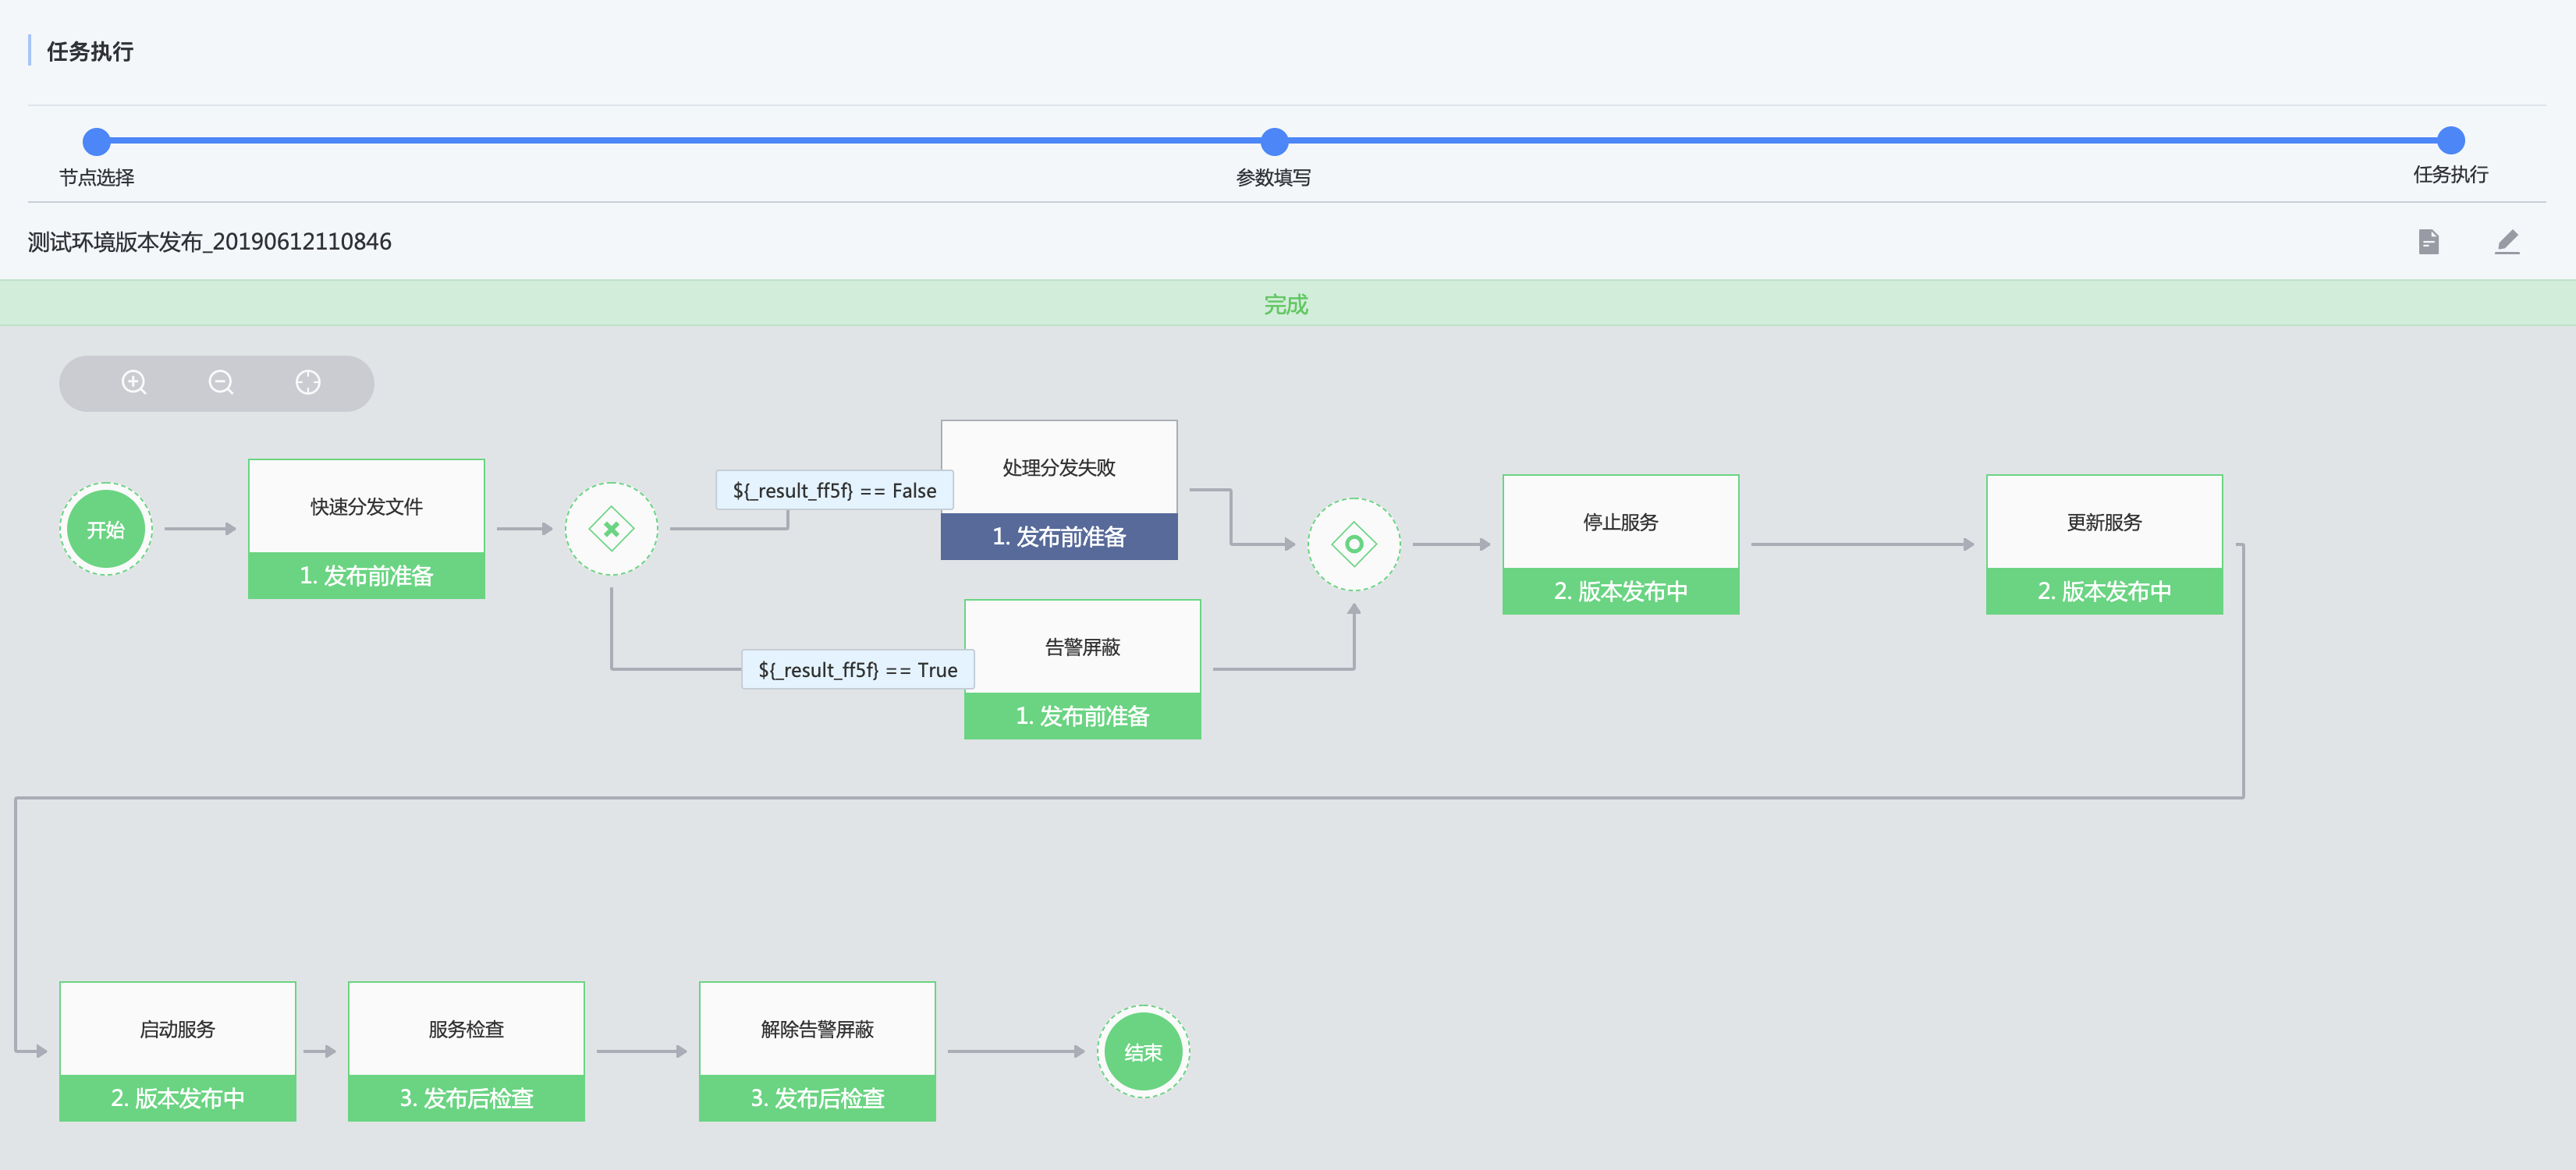 任务执行
节点选择
参数填写
任务执行
测试环境版本发布_20190612110846
完成
开始
快速分发文件
1. 发布前准备
${_result_ff5f} == False
处理分发失败
1. 发布前准备
${_result_ff5f} == True
告警屏蔽
1. 发布前准备
停止服务
2. 版本发布中
更新服务
2. 版本发布中
启动服务
2. 版本发布中
服务检查
3. 发布后检查
解除告警屏蔽
3. 发布后检查
结束